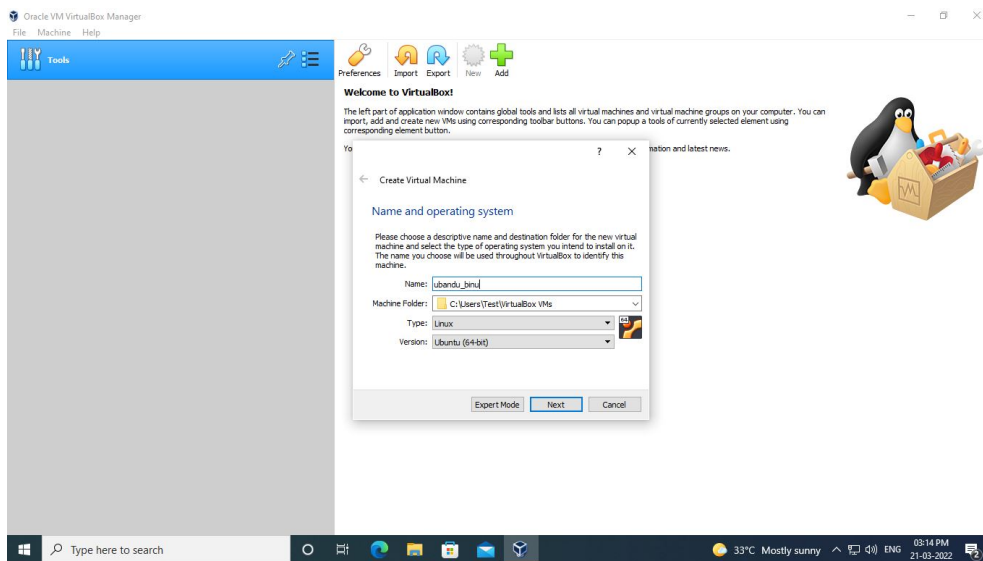 Oracle VM VirtualBox Manager
File Machine Help
Tools
Preferences Import Export New Add
Welcome to VirtualBox!
The left part of application window contains global tools and lists all virtual machines and virtual machine groups on your computer. You can
import, add and create new VMs using corresponding toolbar buttons. You can popup a tools of currently selected element using
corresponding element button.
Yo mation and latest news.
? ×
Create Virtual Machine
Name and operating system
Please choose a descriptive name and destination folder for the new virtual
machine and select the type of operating system you intend to install on it.
The name you choose will be used throughout VirtualBox to identify this
machine.
Name: ubandu_binu
Machine Folder: C:\Users\Test\VirtualBox VMs
Type: Linux
64
Version: Ubuntu (64-bit)
Expert Mode Next Cancel
Type here to search
33°C Mostly sunny ENG
03:14 PM
21-03-2022
2